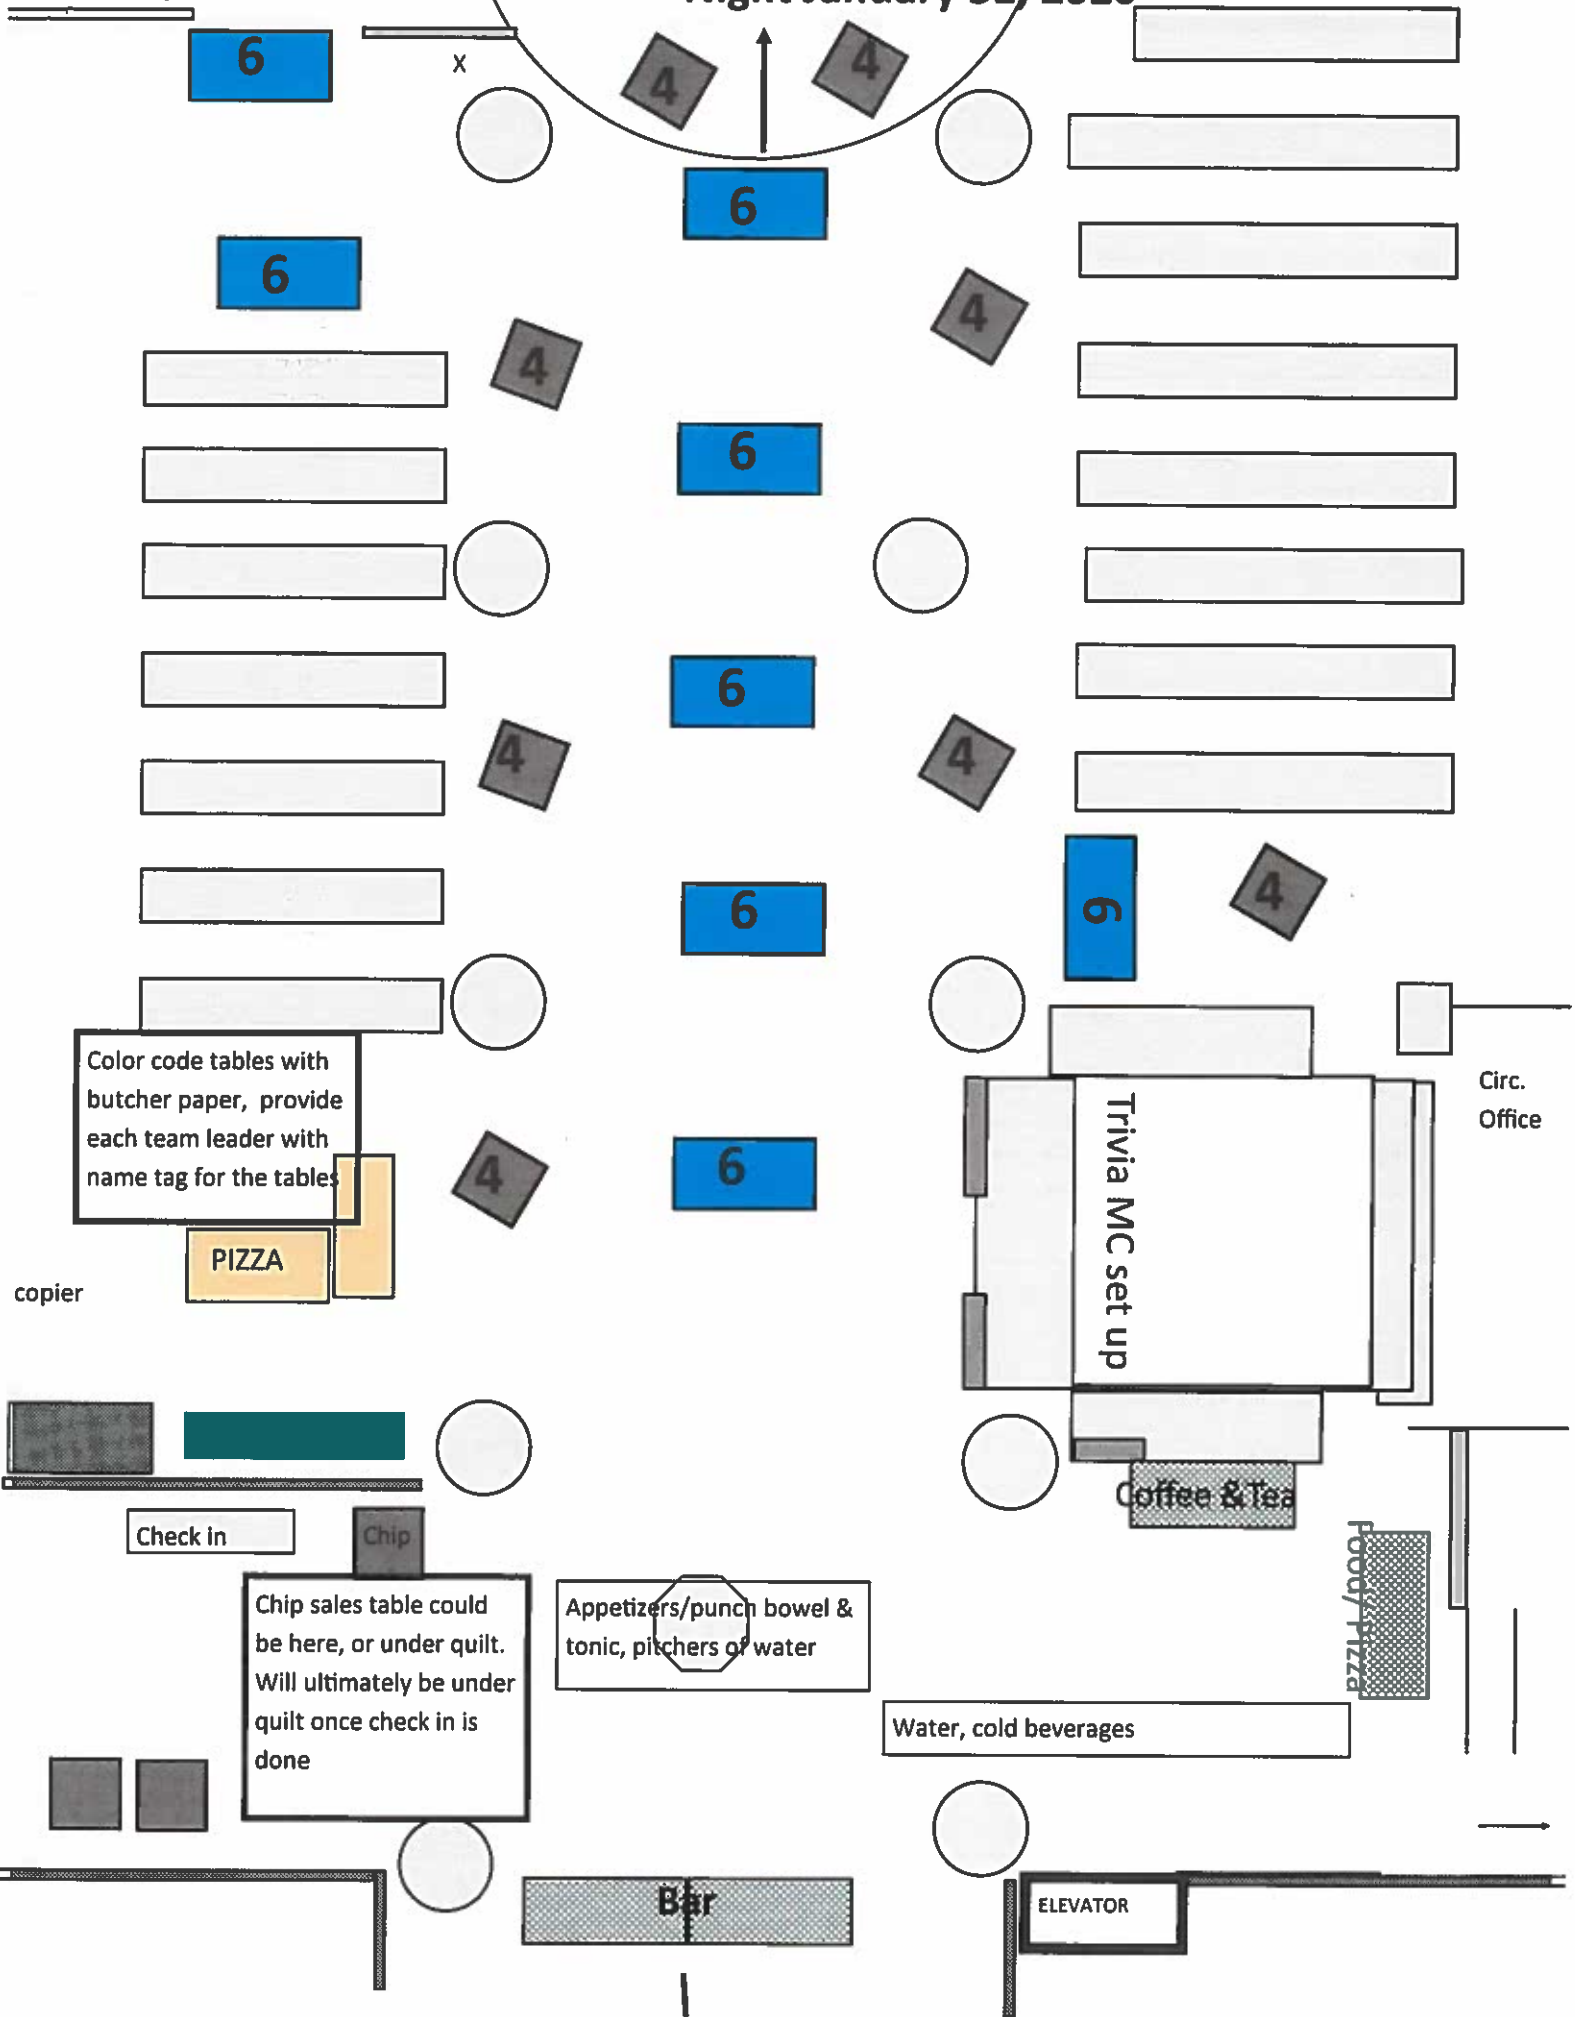 Night January 31, 2020
6
X
4
4
6
6
4
4
6
6
4
4
6
6
4
Color code tables with
butcher paper, provide
each team leader with
name tag for the tables
4
6
PIZZA
copier
Trivia MC set up
Circ.
Office
Coffee & Tea
Check in
Chip
Food/ Pizza
Chip sales table could
be here, or under quilt.
Will ultimately be under
quilt once check in is
done
Appetizers/punch bowel &
tonic, pitchers of water
Water, cold beverages
Bar
ELEVATOR